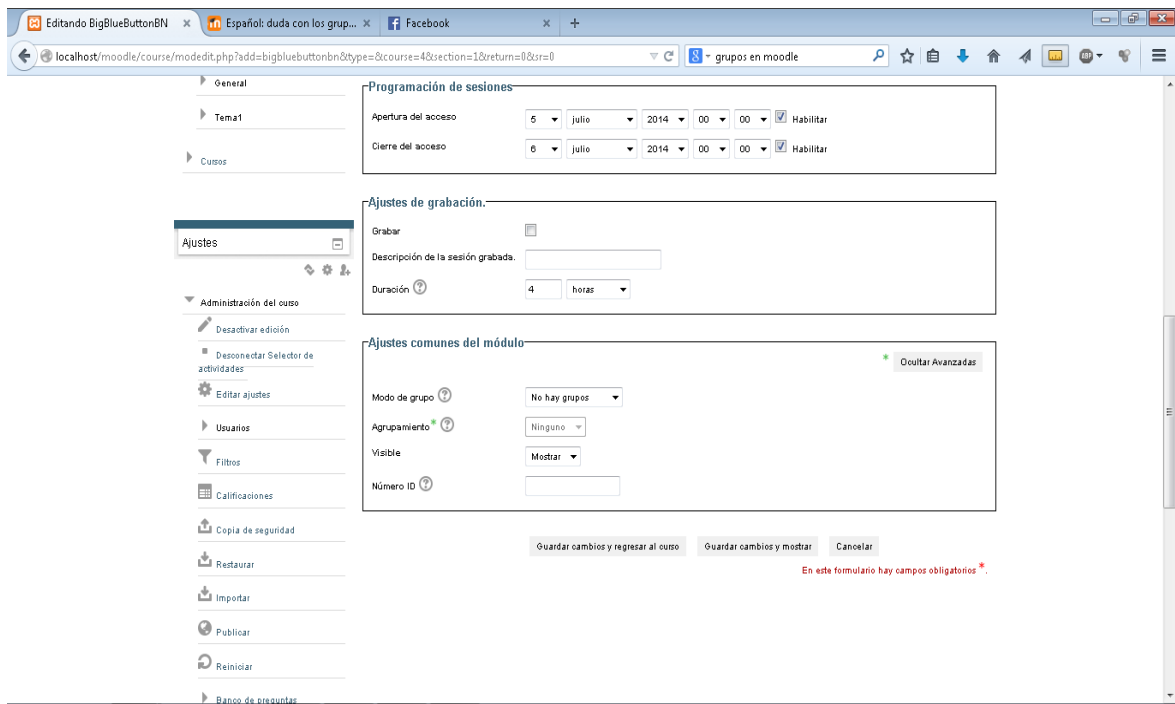 Editando BigBlueButtonBN ×
Español: duda con los grup... ×
Facebook ×
+
localhost/moodle/course/modedit.php?add=bigbluebuttonbn&type=&course=4&section=1&return=0&sr=0
grupos en moodle
General
Tema1
Cursos
Ajustes
Administración del curso
Desactivar edición
Desconectar Selector de
actividades
Editar ajustes
Usuarios
Filtros
Calificaciones
Copia de seguridad
Restaurar
Importar
Publicar
Reiniciar
Banco de preguntas
Programación de sesiones
Apertura del acceso 5 julio 2014 00 00 Habilitar
Cierre del acceso 6 julio 2014 00 00 Habilitar
Ajustes de grabación.
Grabar
Descripción de la sesión grabada.
Duración 4 horas
Ajustes comunes del módulo
* Ocultar Avanzadas
Modo de grupo No hay grupos
Agrupamiento* Ninguno
Visible Mostrar
Número ID
Guardar cambios y regresar al curso Guardar cambios y mostrar Cancelar
En este formulario hay campos obligatorios *.